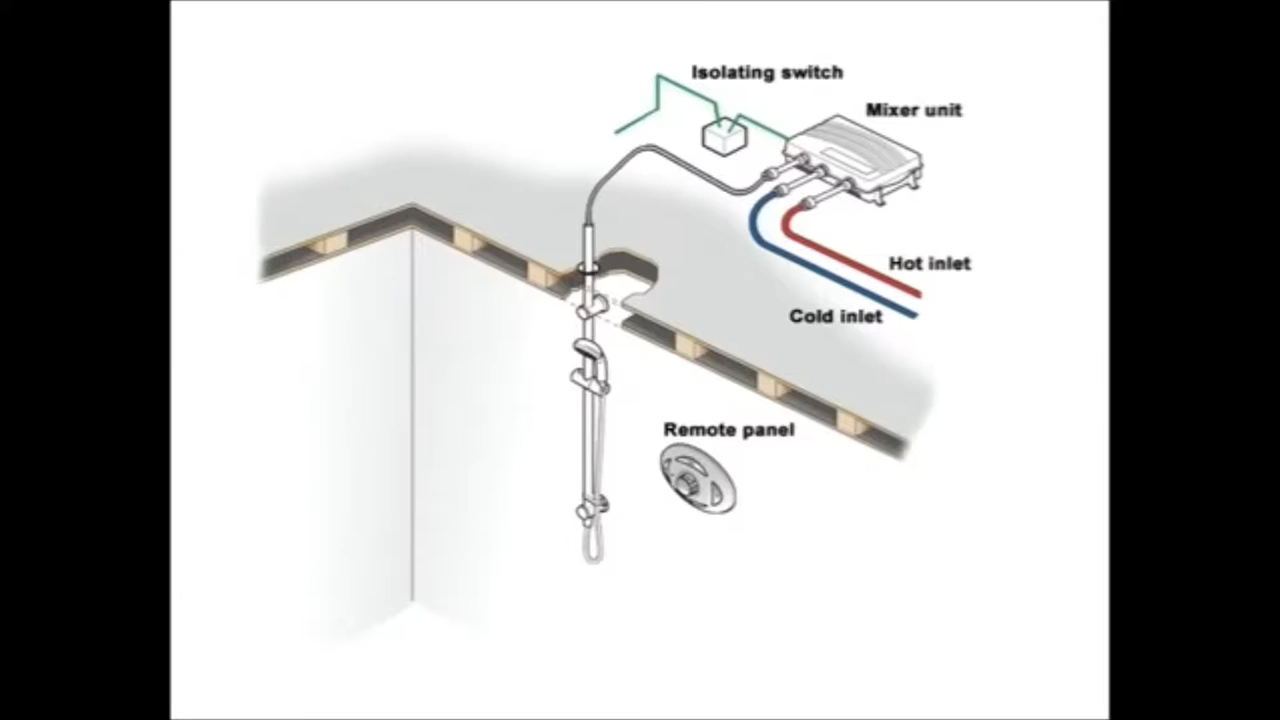 Isolating switch
Mixer unit
Hot inlet
Cold inlet
Remote panel